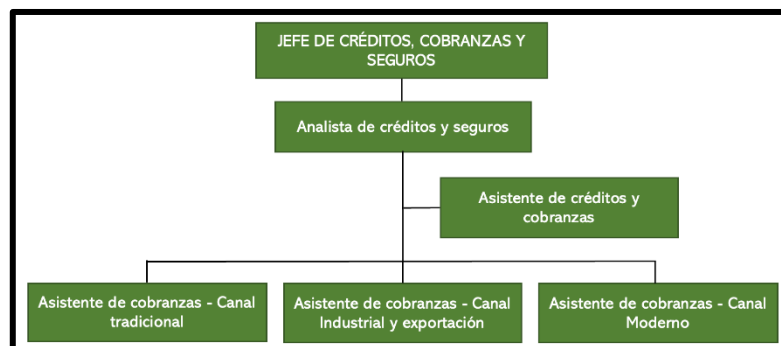 JEFE DE CRÉDITOS, COBRANZAS Y
SEGUROS
Analista de créditos y seguros
Asistente de créditos y
cobranzas
Asistente de cobranzas - Canal
tradicional
Asistente de cobranzas - Canal
Industrial y exportación
Asistente de cobranzas - Canal
Moderno